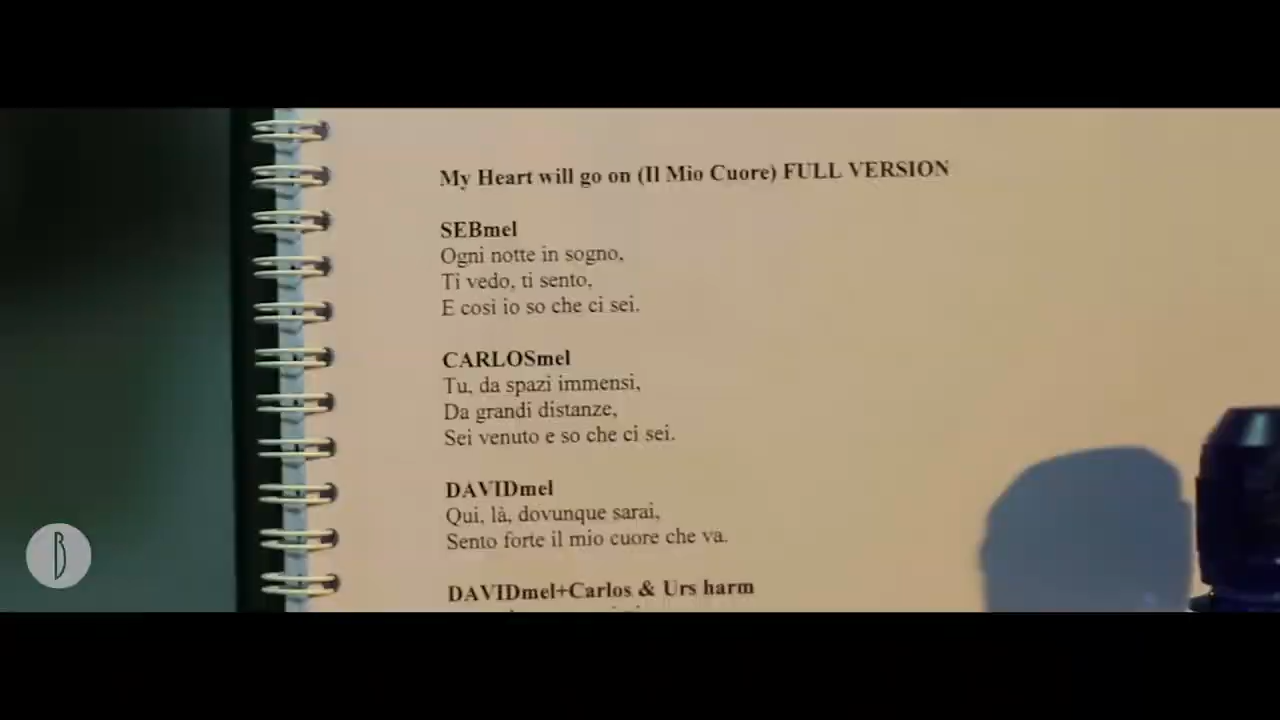 My Heart will go on (Il Mio Cuore) FULL VERSION
SEBmel
Ogni notte in sogno,
Ti vedo, ti sento,
E così io so che ci sei.
CARLOSmel
Tu, da spazi immensi,
Da grandi distanze,
Sei venuto e so che ci sei.
DAVIDmel
Qui, là, dovunque sarai,
Sento forte il mio cuore che va.
DAVIDmel+Carlos & Urs harm
B